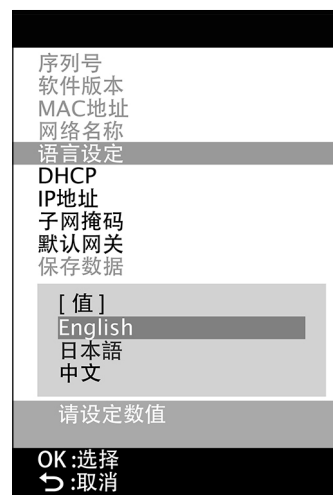 序列号
软件版本
MAC地址
网络名称
语言设定
DHCP
IP地址
子网掩码
默认网关
保存数据
[ 值 ]
English
日本語
中文
请设定数值
OK :选择
⮌ :取消